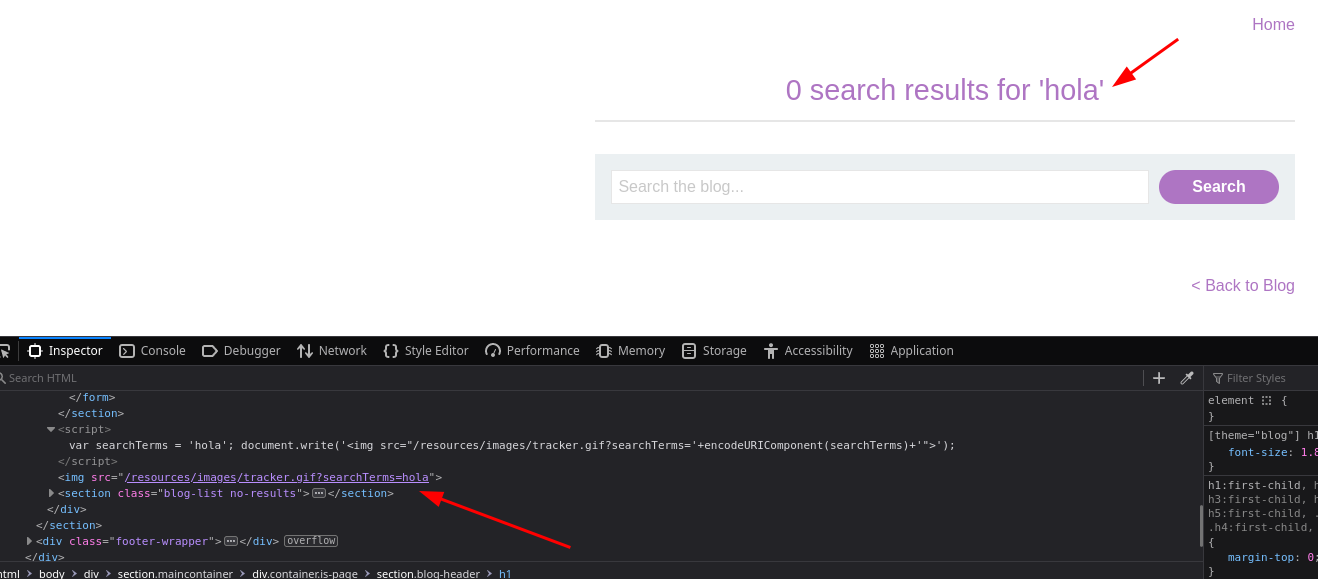 Home
0 search results for 'hola'
Search the blog...
Search
< Back to Blog
Inspector Console Debugger Network Style Editor Performance Memory Storage Accessibility Application
Search HTML
Filter Styles
</form>
</section>
<script>
var searchTerms = 'hola'; document.write('<img src="/resources/images/tracker.gif?searchTerms='+encodeURIComponent(searchTerms)+'">');
</script>
<img src="/resources/images/tracker.gif?searchTerms=hola">
<section class="blog-list no-results"></section>
</div>
</section>
<div class="footer-wrapper"></div> overflow
</div>
html > body > div > section.maincontainer > div.container.is-page > section.blog-header > h1
element {
}
[theme="blog"] h1
font-size: 1.8
}
h1:first-child, h
h3:first-child,
h5:first-child, .
.h4:first-child,
{
margin-top: 0;
}